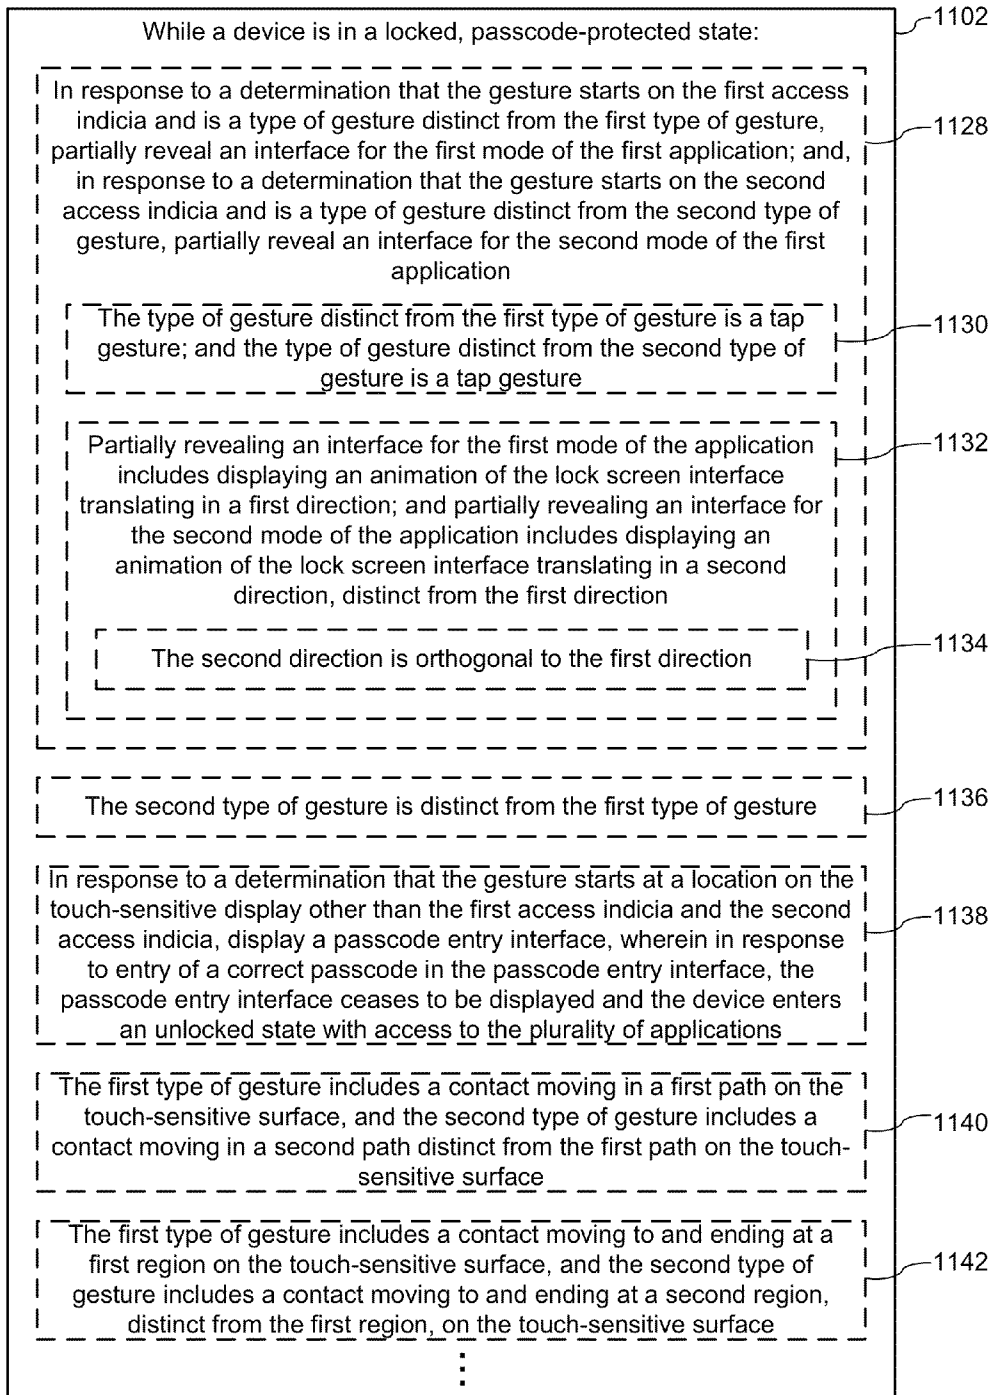 While a device is in a locked, passcode-protected state:
1102
In response to a determination that the gesture starts on the first access
indicia and is a type of gesture distinct from the first type of gesture,
partially reveal an interface for the first mode of the first application; and,
in response to a determination that the gesture starts on the second
access indicia and is a type of gesture distinct from the second type of
gesture, partially reveal an interface for the second mode of the first
application
1128
The type of gesture distinct from the first type of gesture is a tap
gesture; and the type of gesture distinct from the second type of
gesture is a tap gesture
1130
Partially revealing an interface for the first mode of the application
includes displaying an animation of the lock screen interface
translating in a first direction; and partially revealing an interface for
the second mode of the application includes displaying an
animation of the lock screen interface translating in a second
direction, distinct from the first direction
1132
The second direction is orthogonal to the first direction
1134
The second type of gesture is distinct from the first type of gesture
1136
In response to a determination that the gesture starts at a location on the
touch-sensitive display other than the first access indicia and the second
access indicia, display a passcode entry interface, wherein in response
to entry of a correct passcode in the passcode entry interface, the
passcode entry interface ceases to be displayed and the device enters
an unlocked state with access to the plurality of applications
1138
The first type of gesture includes a contact moving in a first path on the
touch-sensitive surface, and the second type of gesture includes a
contact moving in a second path distinct from the first path on the touch-
sensitive surface
1140
The first type of gesture includes a contact moving to and ending at a
first region on the touch-sensitive surface, and the second type of
gesture includes a contact moving to and ending at a second region,
distinct from the first region, on the touch-sensitive surface
1142